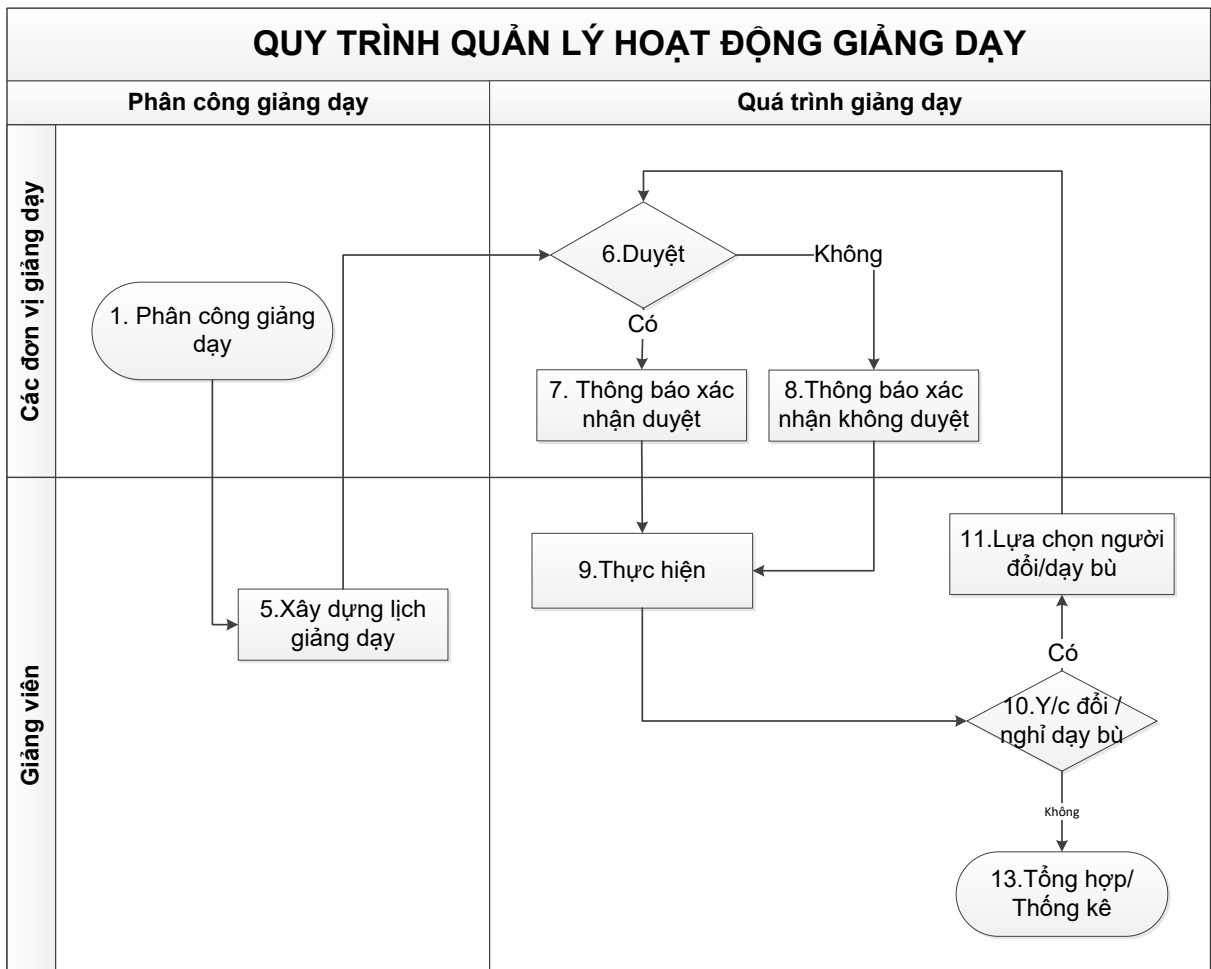 QUY TRÌNH QUẢN LÝ HOẠT ĐỘNG GIẢNG DẠY
Phân công giảng dạy
Quá trình giảng dạy
Các đơn vị giảng dạy
1. Phân công giảng
dạy
6.Duyệt
Không
Có
7. Thông báo xác
nhận duyệt
8.Thông báo xác
nhận không duyệt
Giảng viên
5.Xây dựng lịch
giảng dạy
9.Thực hiện
11.Lựa chọn người
đổi/dạy bù
Có
10.Y/c đổi /
nghỉ dạy bù
Không
13.Tổng hợp/
Thống kê